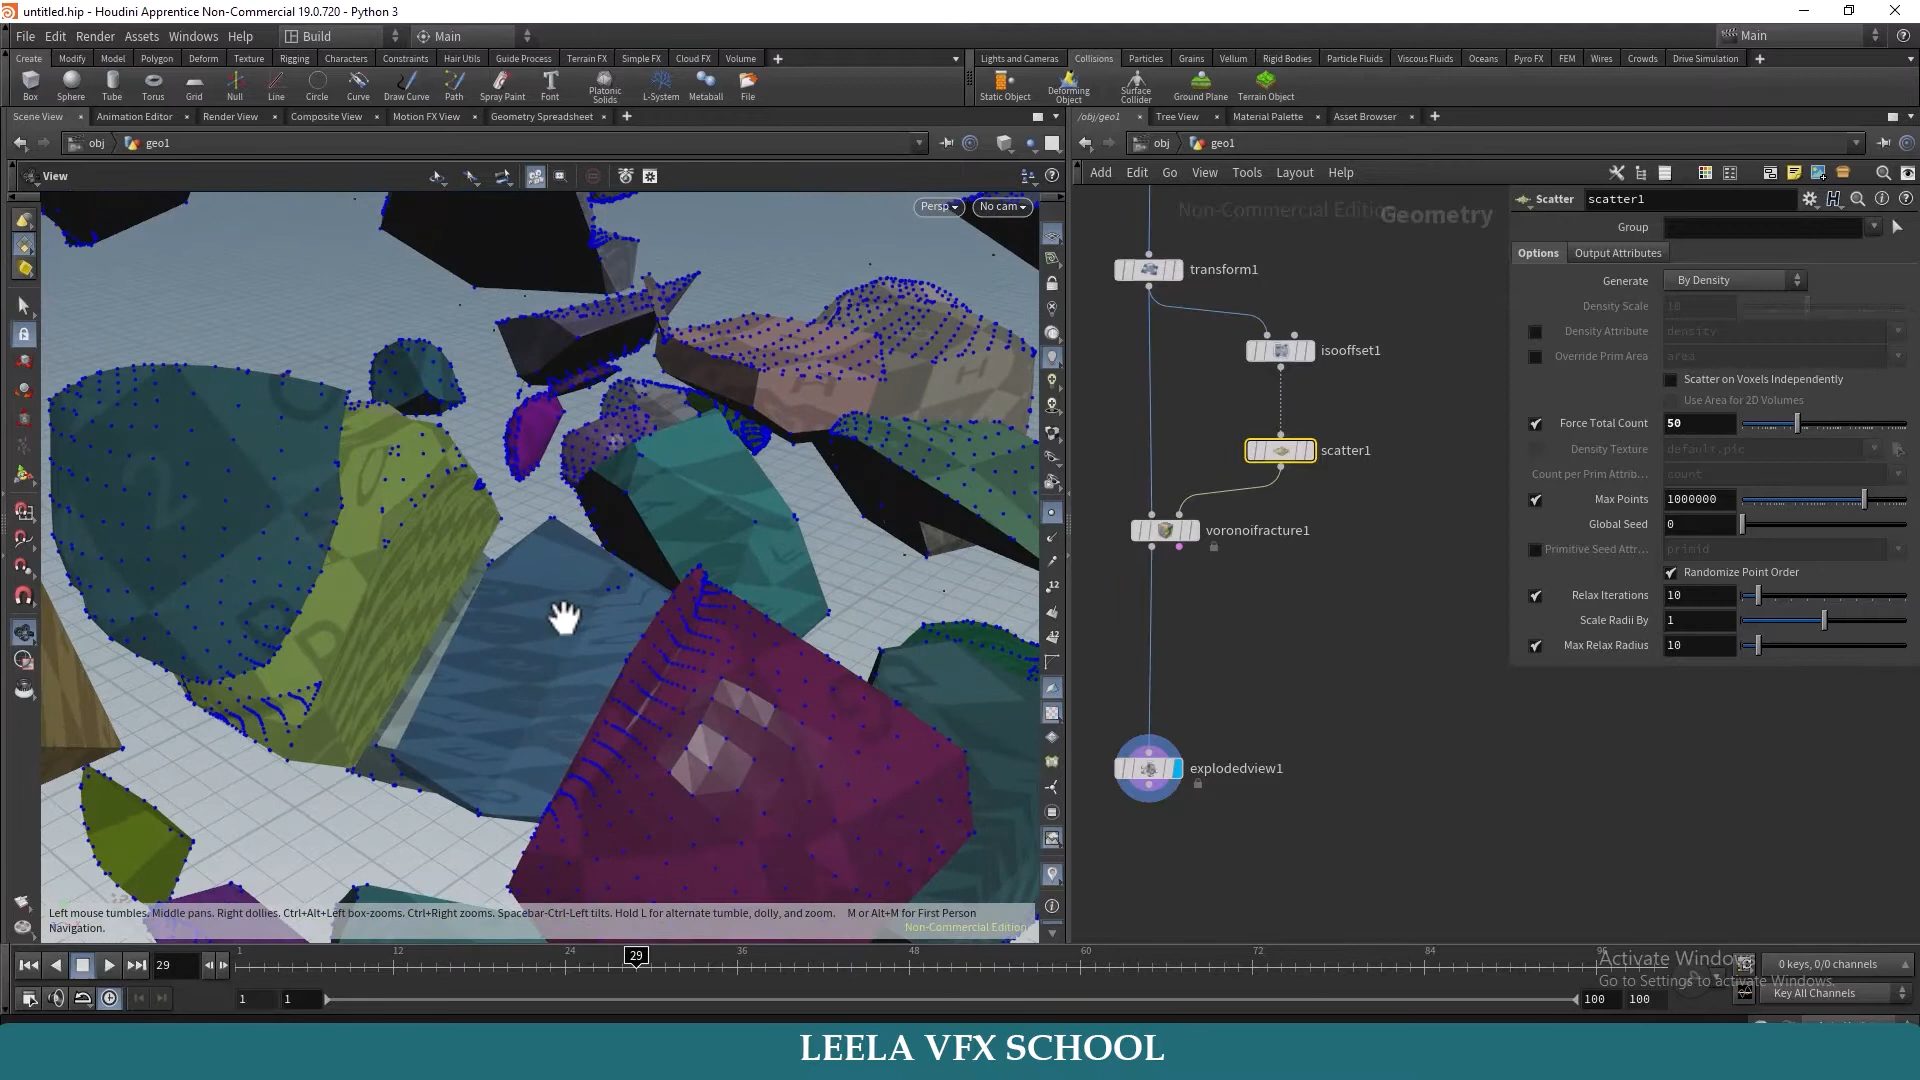 untitled.hip - Houdini Apprentice Non-Commercial 19.0.720 - Python 3
File Edit Render Assets Windows Help Build Main Main
Create Modify Model Polygon Deform Texture Rigging Characters Constraints Hair Utils Guide Process Terrain FX Simple FX Cloud FX Volume
Lights and Cameras Collisions Particles Grains Vellum Rigid Bodies Particle Fluids Viscous Fluids Oceans Pyro FX FEM Wires Crowds Drive Simulation
Box Sphere Tube Torus Grid Null Line Circle Curve Draw Curve Path Spray Paint Font Platonic Solids L-System Metaball File
Static Object Deforming Object Surface Collider Ground Plane Terrain Object
Scene View Animation Editor Render View Composite View Motion FX View Geometry Spreadsheet
/obj/geo1 Tree View Material Palette Asset Browser
obj geo1
obj geo1
View
Add Edit Go View Tools Layout Help
Persp No cam
Non-Commercial Edition Geometry
transform1
isooffset1
scatter1
voronoifracture1
explodedview1
Scatter scatter1
Group
Options Output Attributes
Generate By Density
Density Scale 10
Density Attribute density
Override Prim Area area
Scatter on Voxels Independently
Use Area for 2D Volumes
Force Total Count 50
Density Texture default.pic
Count per Prim Attrib... count
Max Points 1000000
Global Seed 0
Primitive Seed Attr... primid
Randomize Point Order
Relax Iterations 10
Scale Radii By 1
Max Relax Radius 10
Left mouse tumbles. Middle pans. Right dollies. Ctrl+Alt+Left box-zooms. Ctrl+Right zooms. Spacebar-Ctrl-Left tilts. Hold L for alternate tumble, dolly, and zoom. M or Alt+M for First Person
Navigation.
Non-Commercial Edition
29 1 12 24 29 36 48 60 72 84 96
Activate Windows
Go to Settings to activate Windows.
0 keys, 0/0 channels
1 1 100 100
Key All Channels
LEELA VFX SCHOOL